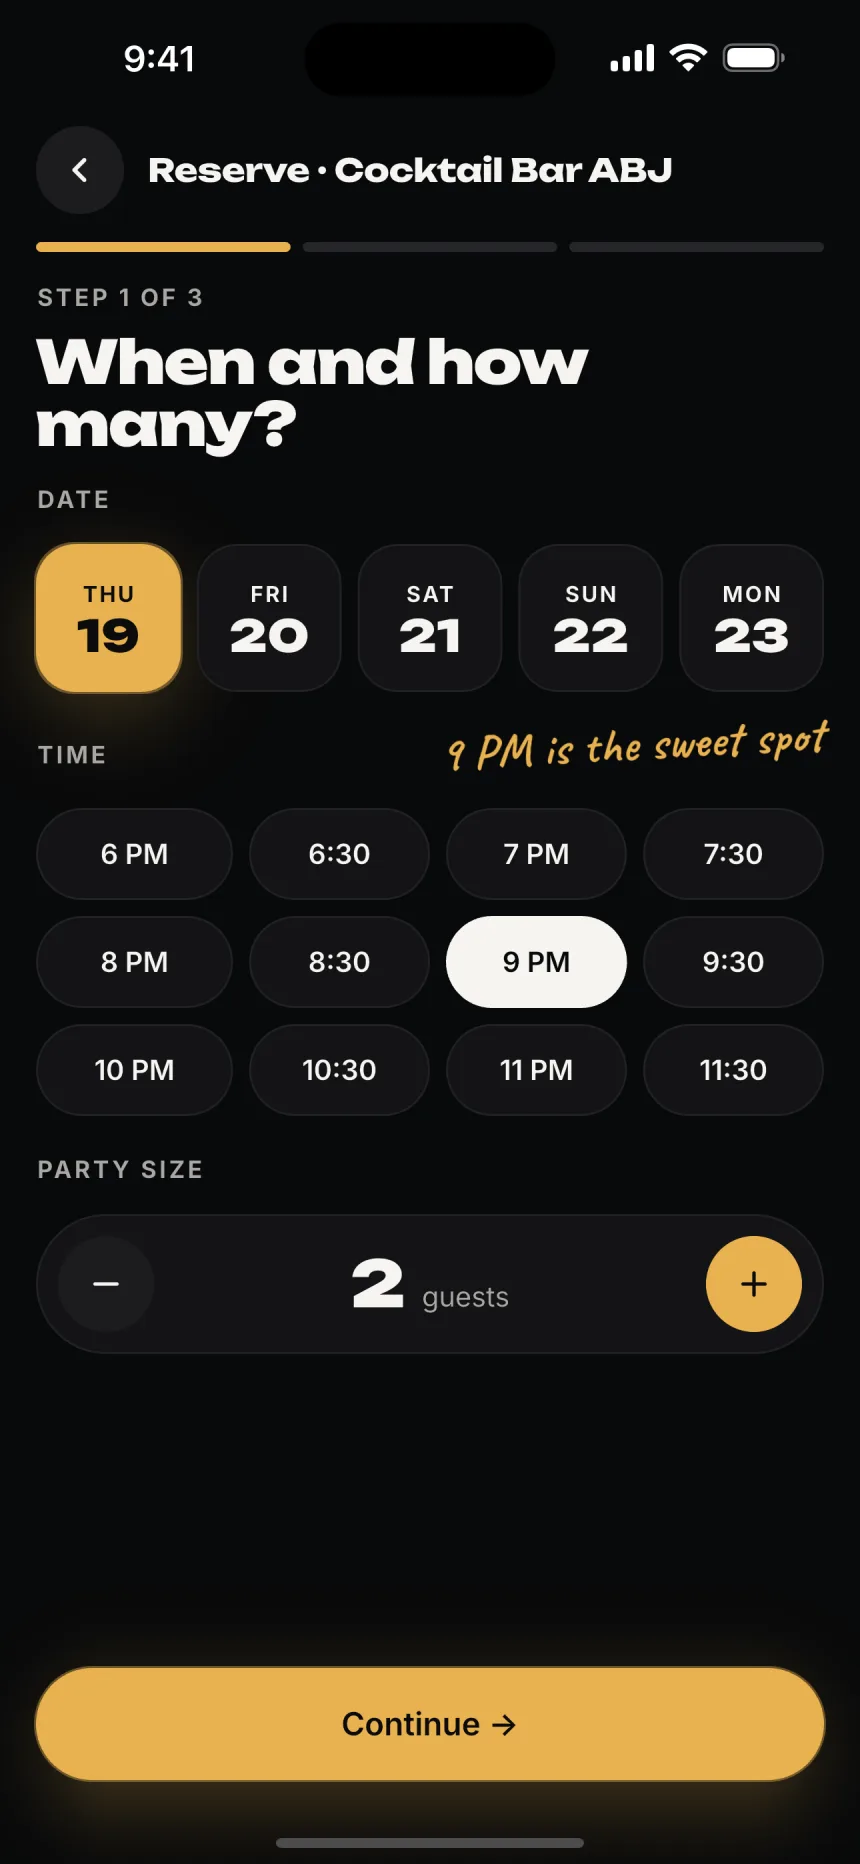 9:41
Reserve · Cocktail Bar ABJ
STEP 1 OF 3
When and how
many?
DATE
THU FRI SAT SUN MON
19 20 21 22 23
TIME 9 PM is the sweet spot
6 PM 6:30 7 PM 7:30
8 PM 8:30 9 PM 9:30
10 PM 10:30 11 PM 11:30
PARTY SIZE
− 2 guests +
Continue →